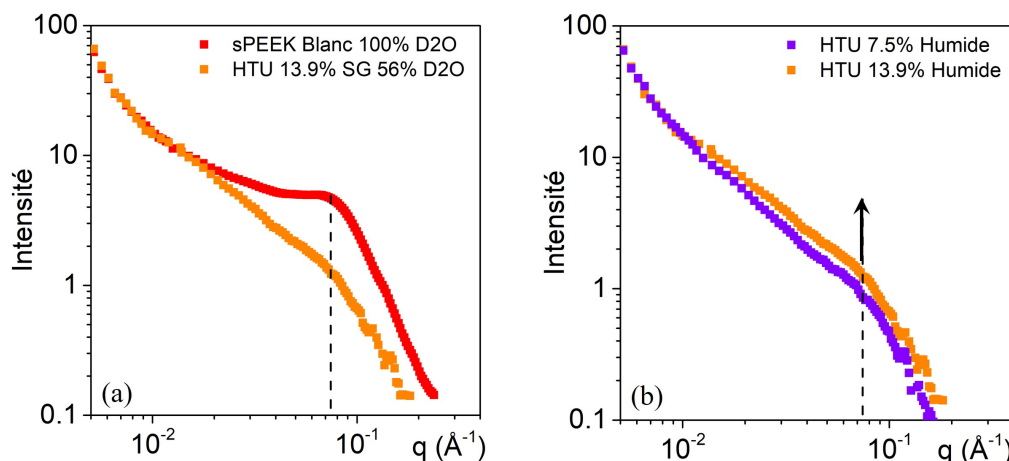 100
10
1
0.1
Intensité
sPEEK Blanc 100% D2O
HTU 13.9% SG 56% D2O
(a)
10⁻²
10⁻¹
q (Å⁻¹)
100
10
1
0.1
Intensité
HTU 7.5% Humide
HTU 13.9% Humide
(b)
10⁻²
10⁻¹
q (Å⁻¹)